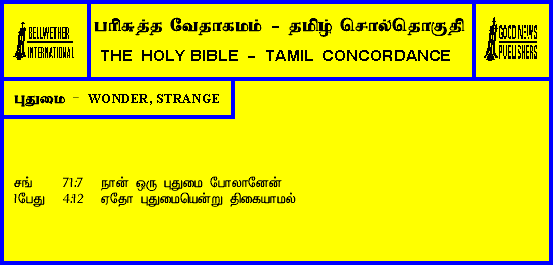 BELLWETHER
INTERNATIONAL
பரிசுத்த வேதாகமம் - தமிழ் சொல்தொகுதி
THE HOLY BIBLE - TAMIL CONCORDANCE
GOOD NEWS
PUBLISHERS
புதுமை - WONDER, STRANGE
சங் 71:7 நான் ஒரு புதுமை போலானேன்
1பேது 4:12 ஏதோ புதுமையென்று திகையாமல்